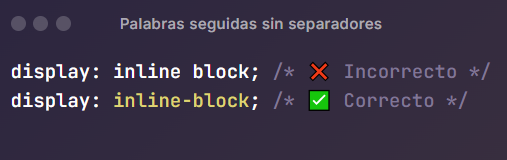 Palabras seguidas sin separadores
display: inline block; /* ❌ Incorrecto */
display: inline-block; /* ✅ Correcto */